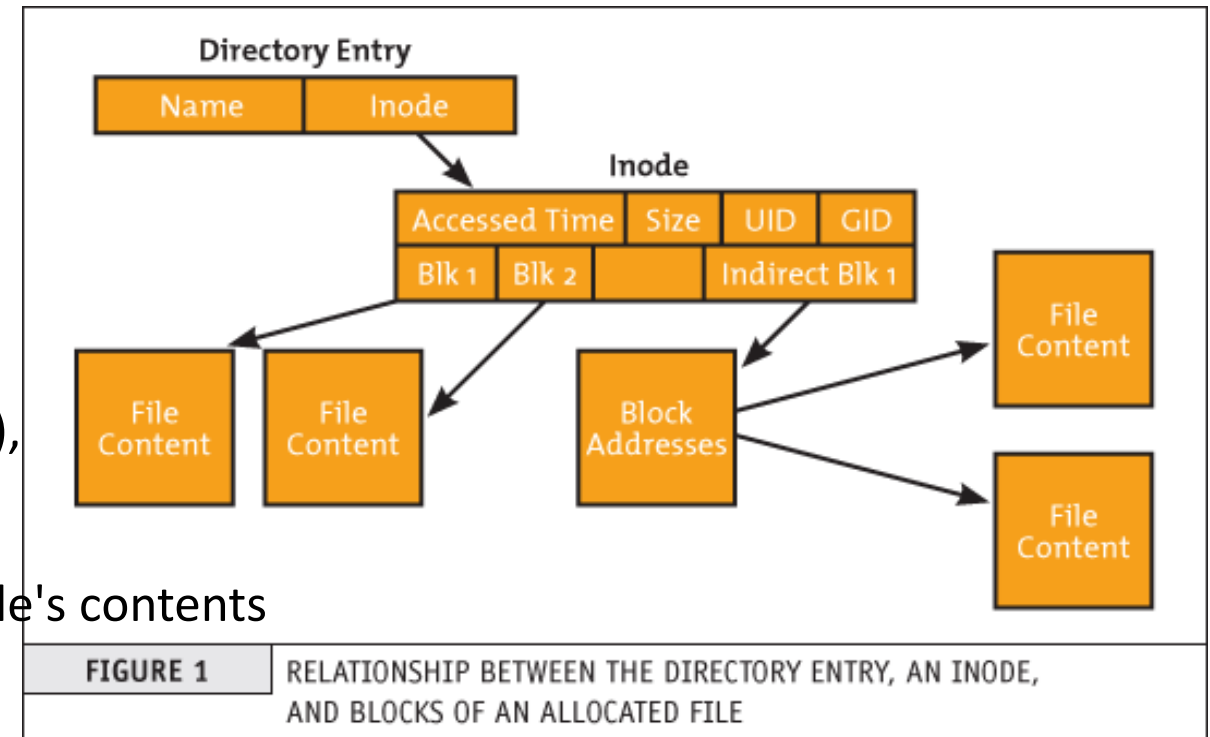 Directory Entry
Name Inode
Inode
Accessed Time Size UID GID
Blk 1 Blk 2 Indirect Blk 1
File
Content
File
Content
File
Content
Block
Addresses
File
Content
),
le's contents
FIGURE 1 RELATIONSHIP BETWEEN THE DIRECTORY ENTRY, AN INODE,
AND BLOCKS OF AN ALLOCATED FILE